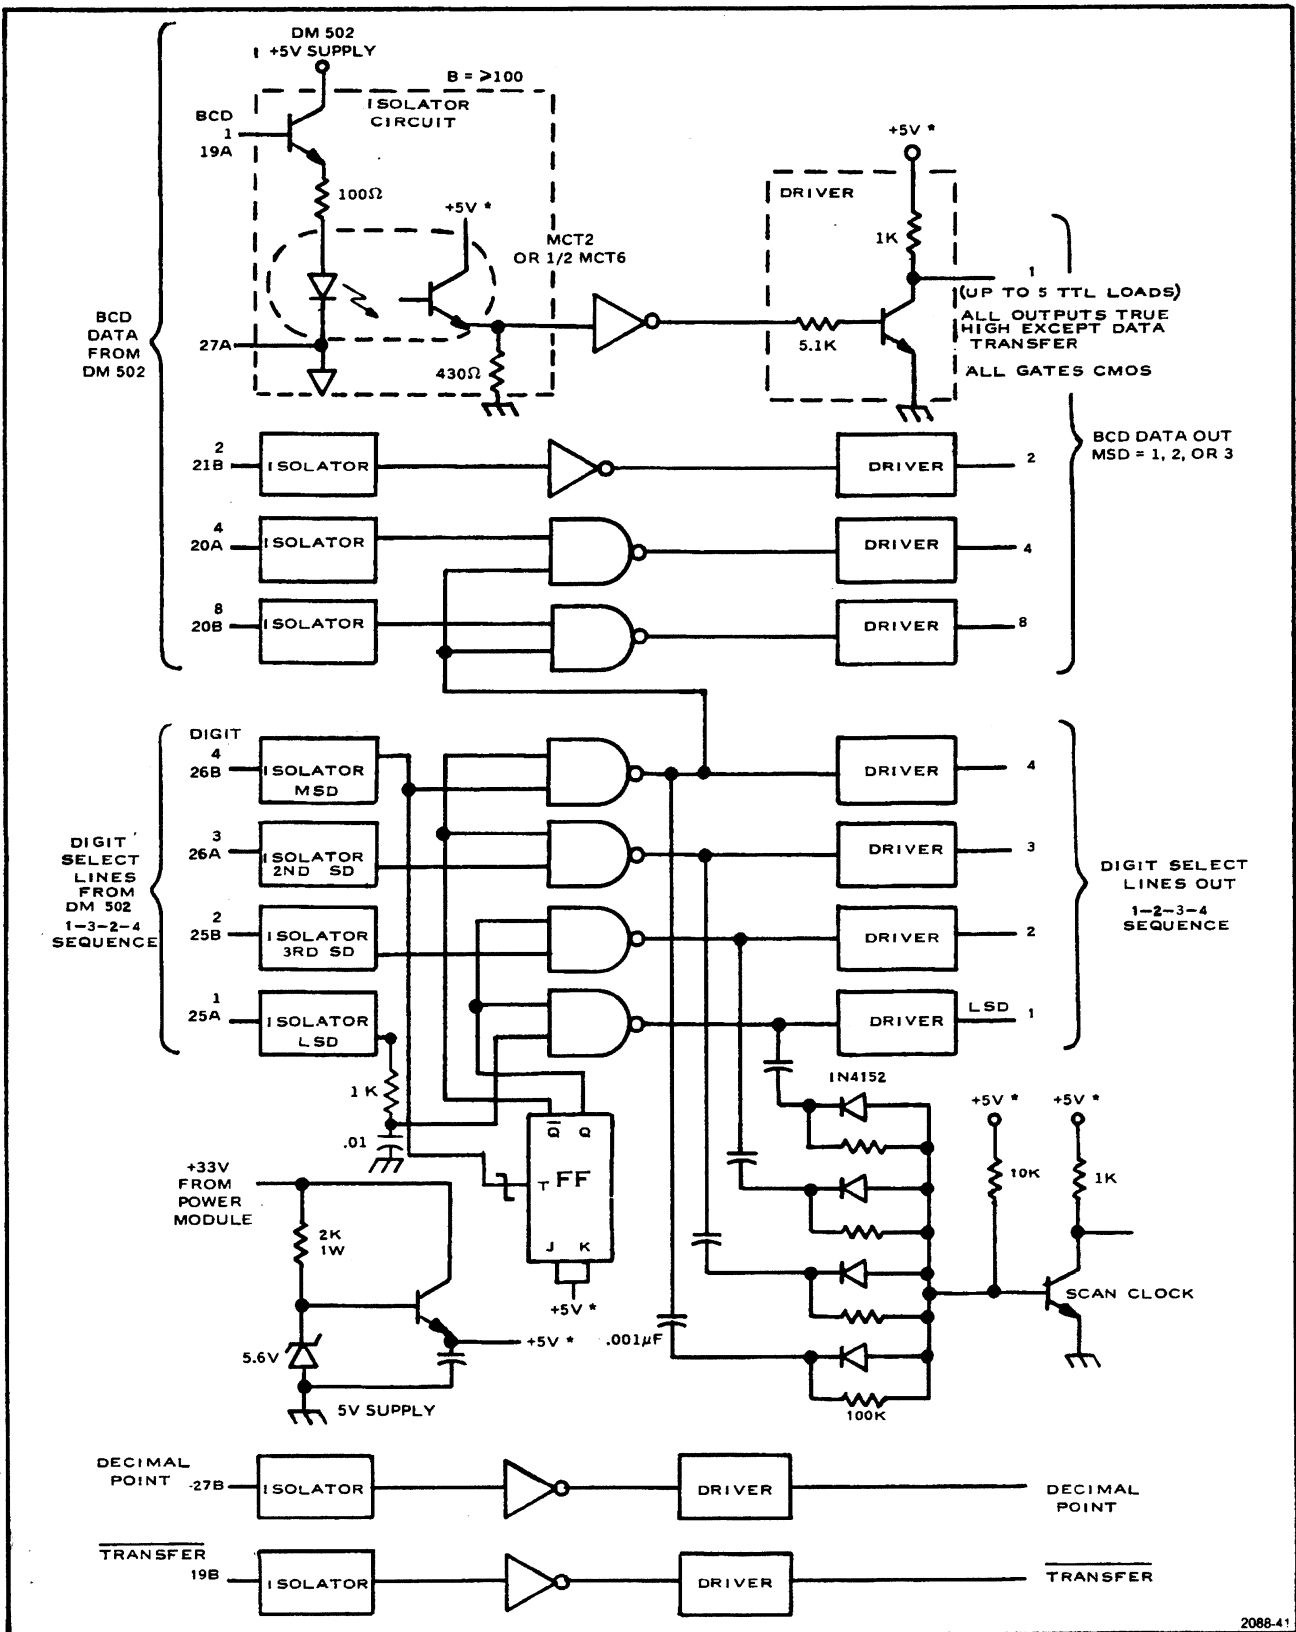 DM 502
+5V SUPPLY
B = ≥100
ISOLATOR
CIRCUIT
BCD
1
19A
100Ω
+5V *
MCT2
OR 1/2 MCT6
27A
430Ω
BCD
DATA
FROM
DM 502
+5V *
DRIVER
1K
5.1K
1
(UP TO 5 TTL LOADS)
ALL OUTPUTS TRUE
HIGH EXCEPT DATA
TRANSFER
ALL GATES CMOS
2
21B
ISOLATOR
DRIVER
2
BCD DATA OUT
MSD = 1, 2, OR 3
4
20A
ISOLATOR
DRIVER
4
8
20B
ISOLATOR
DRIVER
8
DIGIT
4
26B
ISOLATOR
MSD
DRIVER
4
3
26A
ISOLATOR
2ND SD
DRIVER
3
DIGIT
SELECT
LINES
FROM
DM 502
1-3-2-4
SEQUENCE
DIGIT SELECT
LINES OUT
1-2-3-4
SEQUENCE
2
25B
ISOLATOR
3RD SD
DRIVER
2
1
25A
ISOLATOR
LSD
DRIVER
LSD
1
1K
.01
Q̅ Q
T FF
J K
+5V *
1N4152
+5V *
+5V *
10K
1K
SCAN CLOCK
+33V
FROM
POWER
MODULE
2K
1W
5.6V
+5V *
5V SUPPLY
.001µF
100K
DECIMAL
POINT
27B
ISOLATOR
DRIVER
DECIMAL
POINT
TRANSFER
19B
ISOLATOR
DRIVER
TRANSFER
2088-41